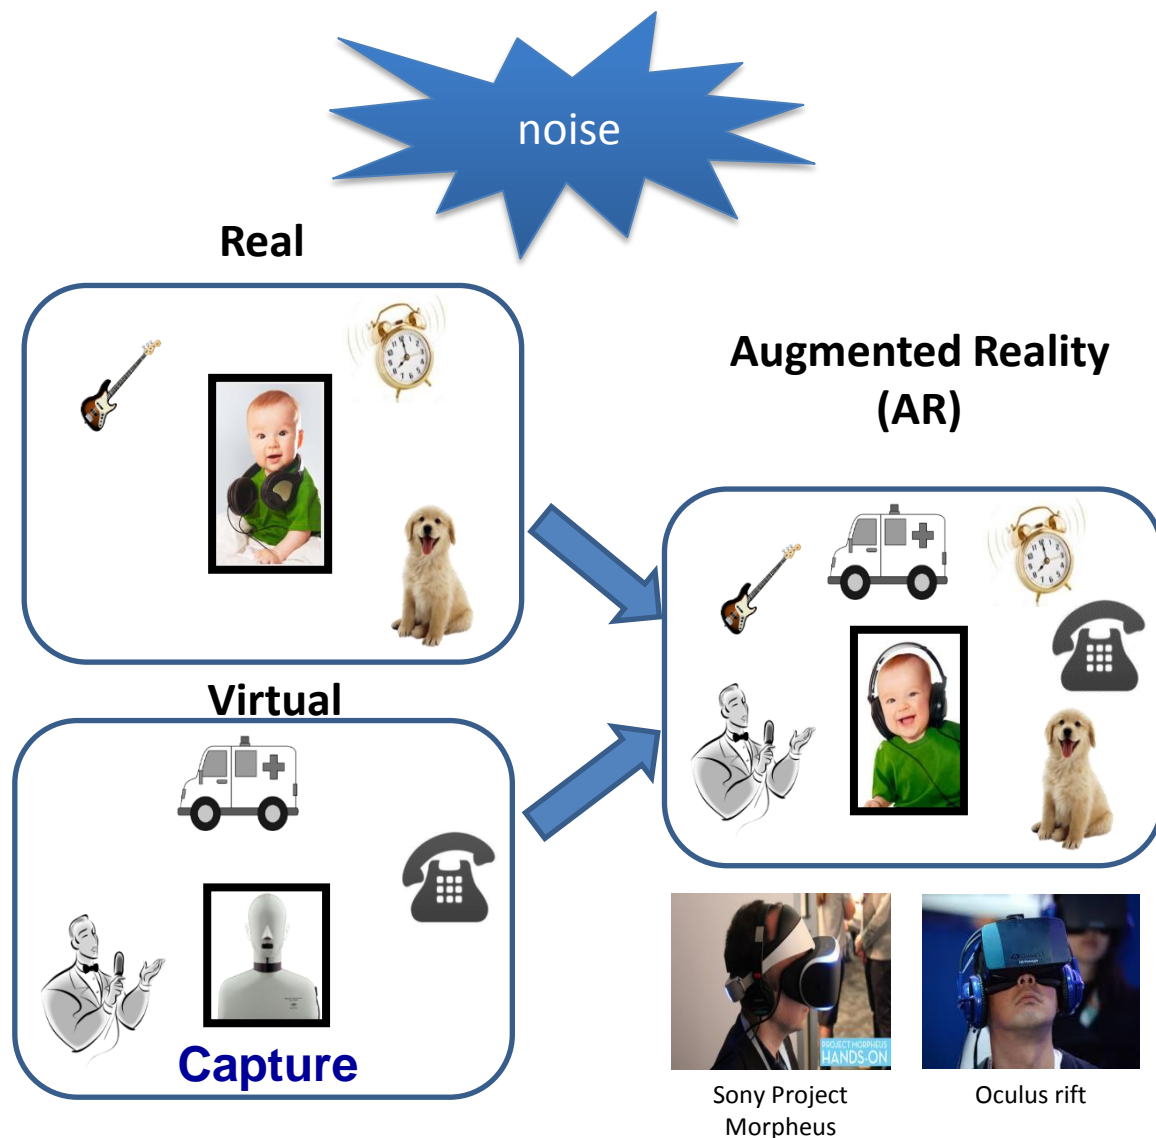 noise
Real
Augmented Reality
(AR)
Virtual
Capture
PROJECT MORPHEUS
HANDS-ON
Sony Project
Morpheus
Oculus rift